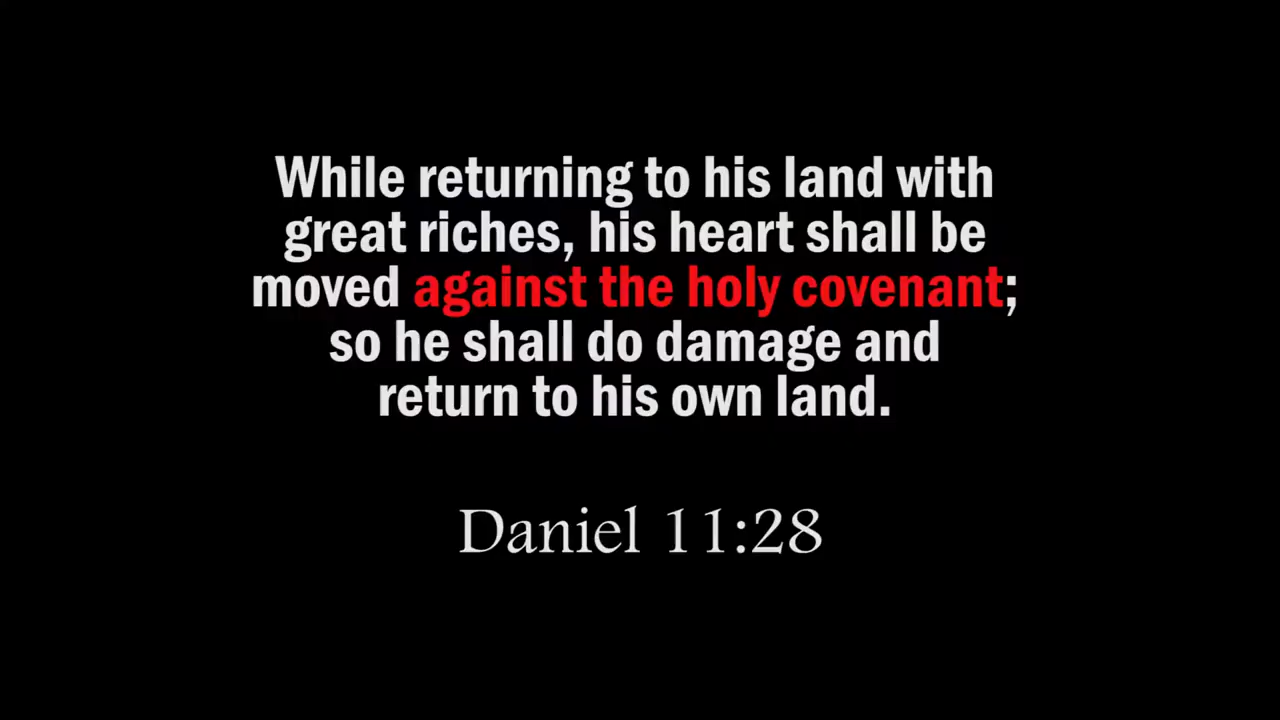 While returning to his land with
great riches, his heart shall be
moved against the holy covenant;
so he shall do damage and
return to his own land.
Daniel 11:28